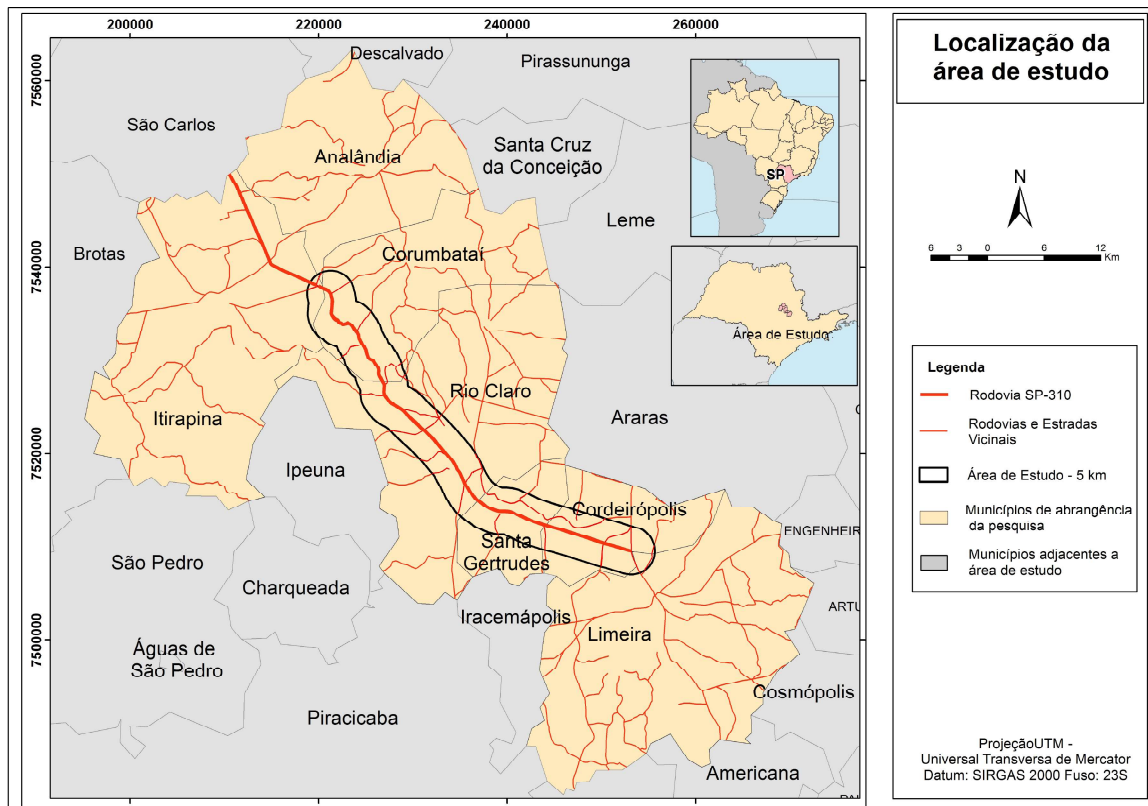 200000
220000
240000
260000
7560000
7540000
7520000
7500000
Descalvado
Pirassununga
São Carlos
Analândia
Santa Cruz
da Conceição
Leme
Brotas
Corumbataí
Rio Claro
Araras
Itirapina
Ipeuna
Cordeirópolis
ENGENHEIR
Santa
Gertrudes
São Pedro
Charqueada
Iracemápolis
ARTU
Limeira
Águas de
São Pedro
Cosmópolis
Piracicaba
Americana
SP
Área de Estudo
Localização da
área de estudo
N
6 3 0 6 12
Km
Legenda
Rodovia SP-310
Rodovias e Estradas
Vicinais
Área de Estudo - 5 km
Municípios de abrangência
da pesquisa
Municípios adjacentes a
área de estudo
ProjeçãoUTM -
Universal Transversa de Mercator
Datum: SIRGAS 2000 Fuso: 23S